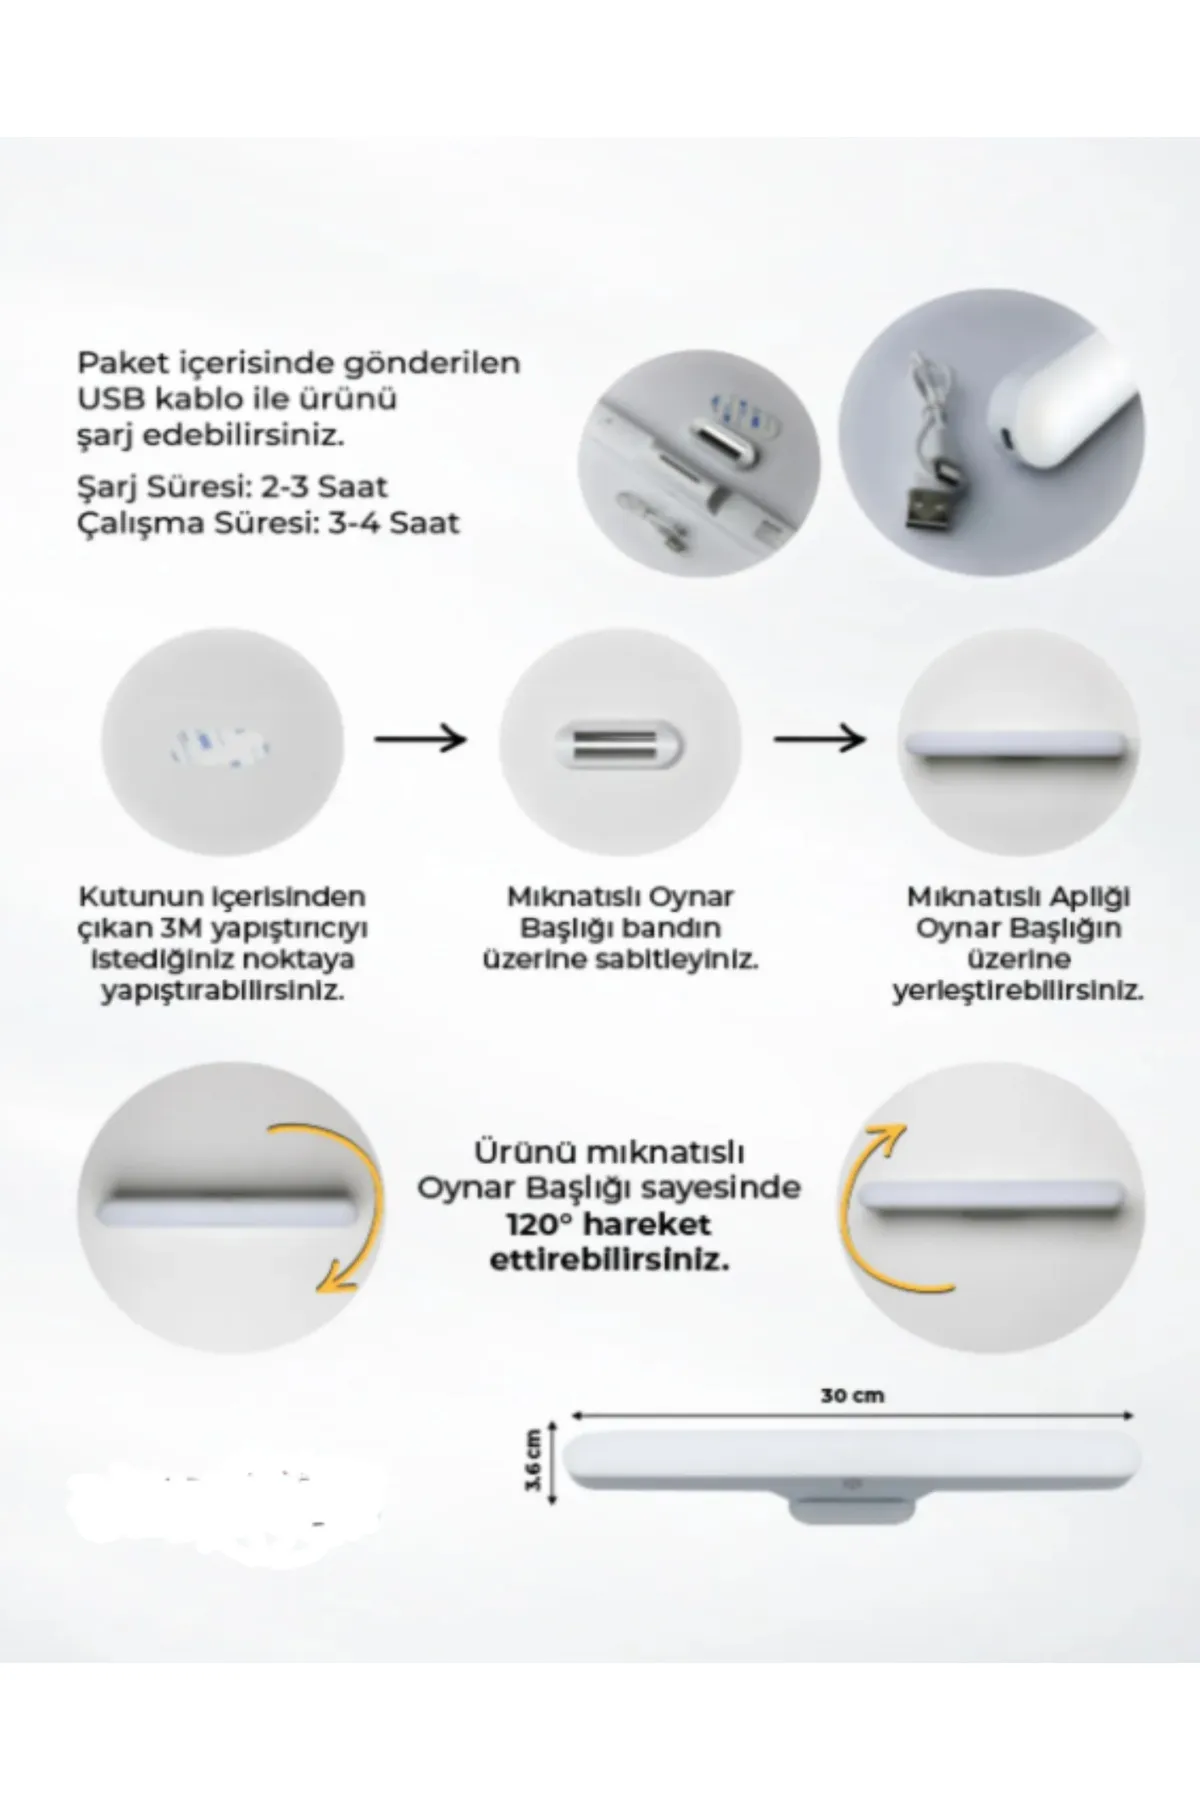 Paket içerisinde gönderilen
USB kablo ile ürünü
şarj edebilirsiniz.
Şarj Süresi: 2-3 Saat
Çalışma Süresi: 3-4 Saat
Kutunun içerisinden
çıkan 3M yapıştırıcıyı
istediğiniz noktaya
yapıştırabilirsiniz.
Mıknatıslı Oynar
Başlığı bandın
üzerine sabitleyiniz.
Mıknatıslı Apliği
Oynar Başlığın
üzerine
yerleştirebilirsiniz.
Ürünü mıknatıslı
Oynar Başlığı sayesinde
120° hareket
ettirebilirsiniz.
30 cm
3.6 cm